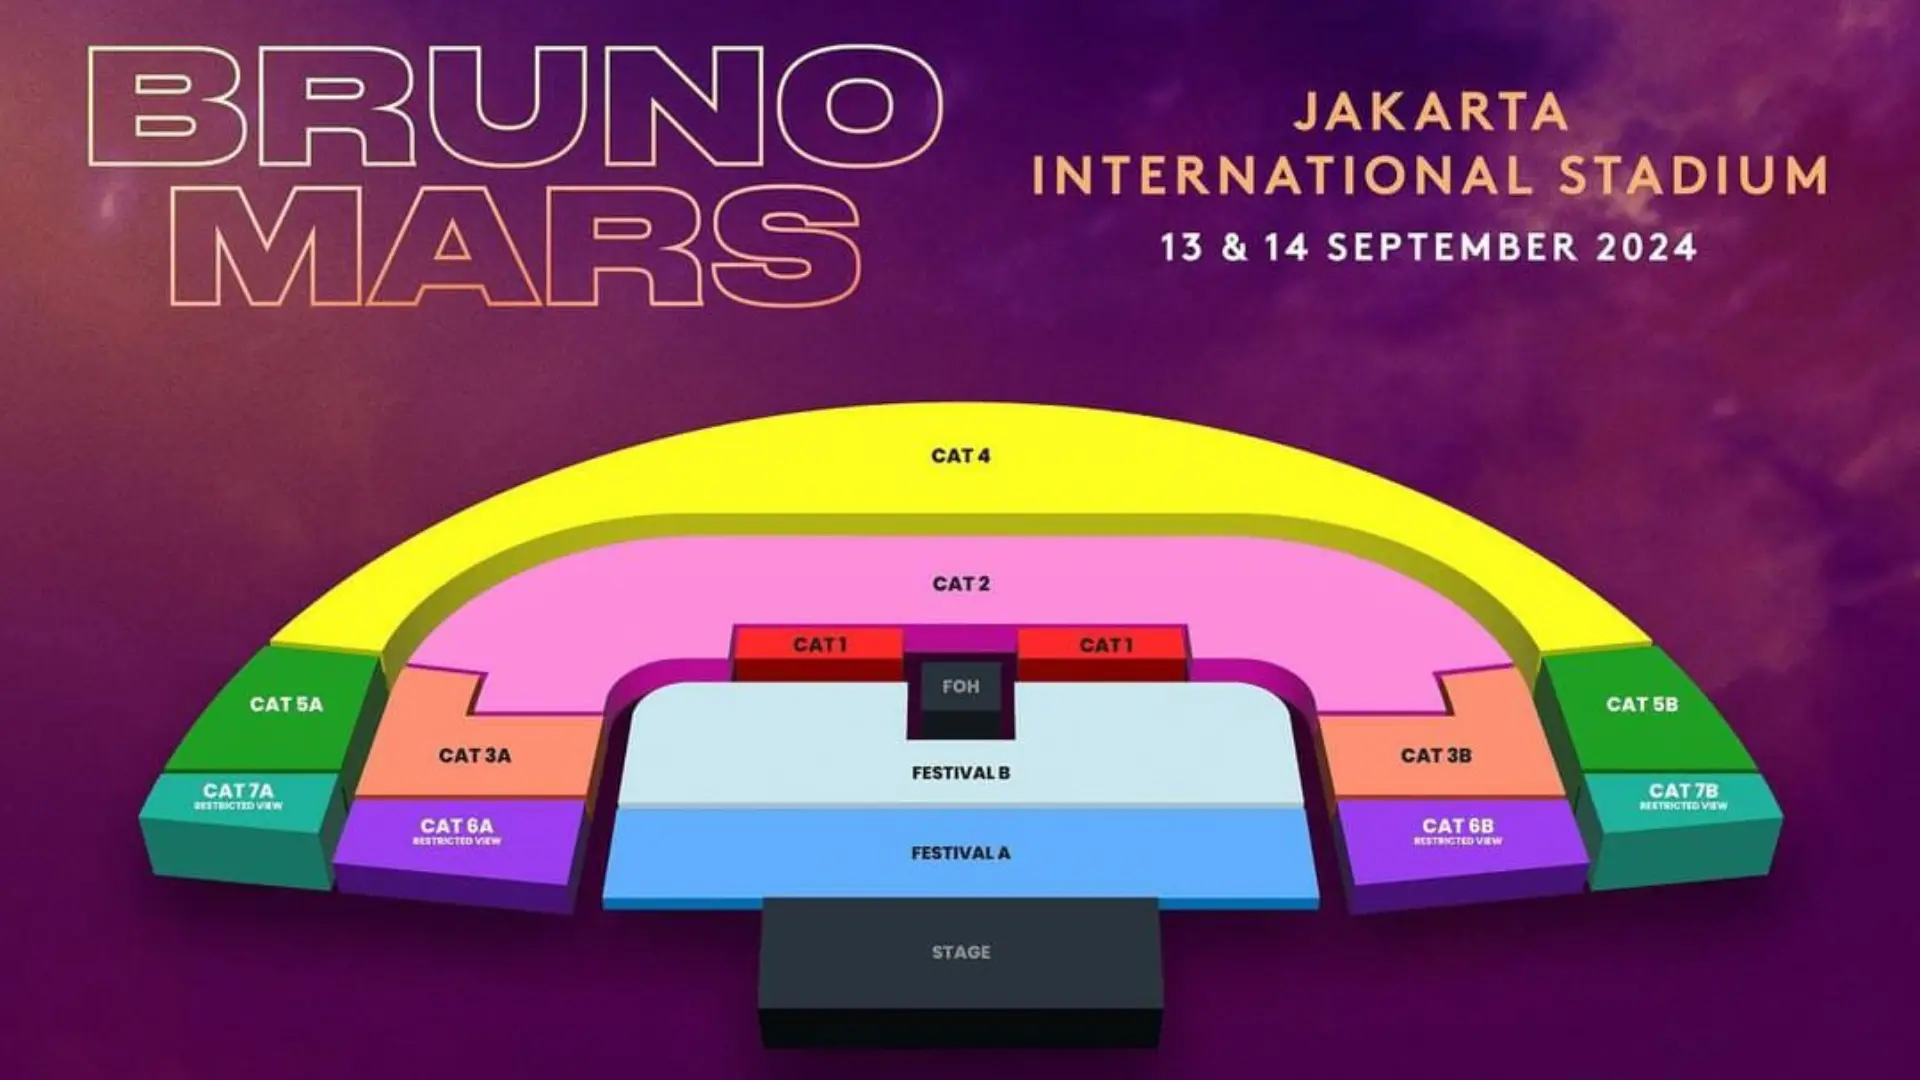 BRUNO
MARS
JAKARTA
INTERNATIONAL STADIUM
13 & 14 SEPTEMBER 2024
CAT 4
CAT 2
CAT 1
CAT 1
FOH
CAT 5A
CAT 5B
CAT 3A
CAT 3B
FESTIVAL B
CAT 7A
RESTRICTED VIEW
CAT 7B
RESTRICTED VIEW
CAT 6A
RESTRICTED VIEW
CAT 6B
RESTRICTED VIEW
FESTIVAL A
STAGE